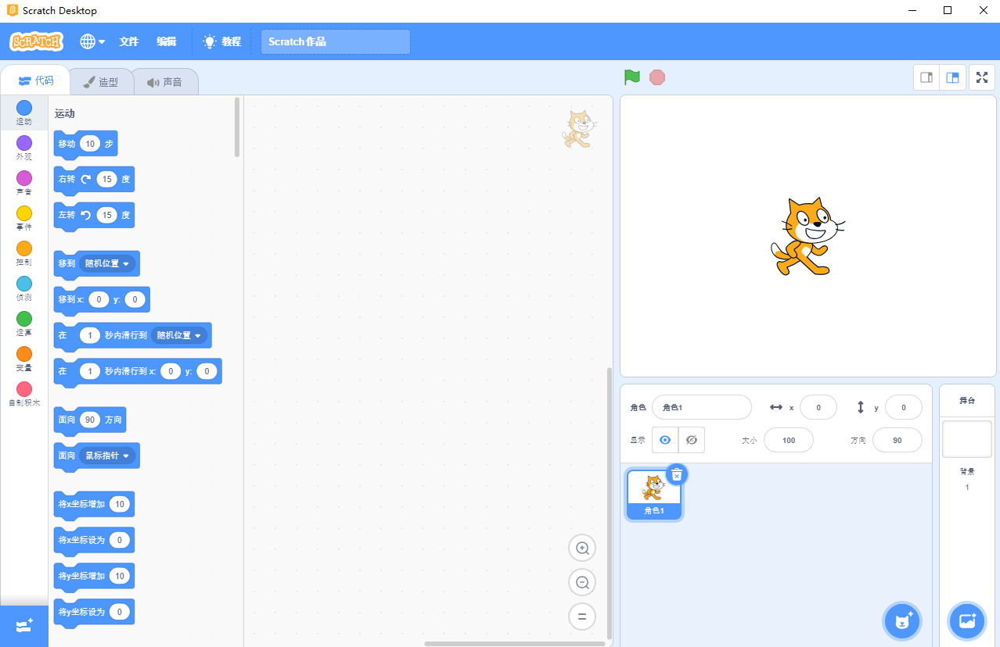 Scratch Desktop
SCRATCH 文件 编辑 教程 Scratch 作品
代码 造型 声音
运动
外观
声音
事件
控制
侦测
运算
变量
自制积木
运动
移动 10 步
右转 15 度
左转 15 度
移到 随机位置
移到 x: 0 y: 0
在 1 秒内滑行到 随机位置
在 1 秒内滑行到 x: 0 y: 0
面向 90 方向
面向 鼠标指针
将x坐标增加 10
将x坐标设为 0
将y坐标增加 10
将y坐标设为 0
角色 角色1 x 0 y 0
显示 大小 100 方向 90
角色1
舞台
背景
1